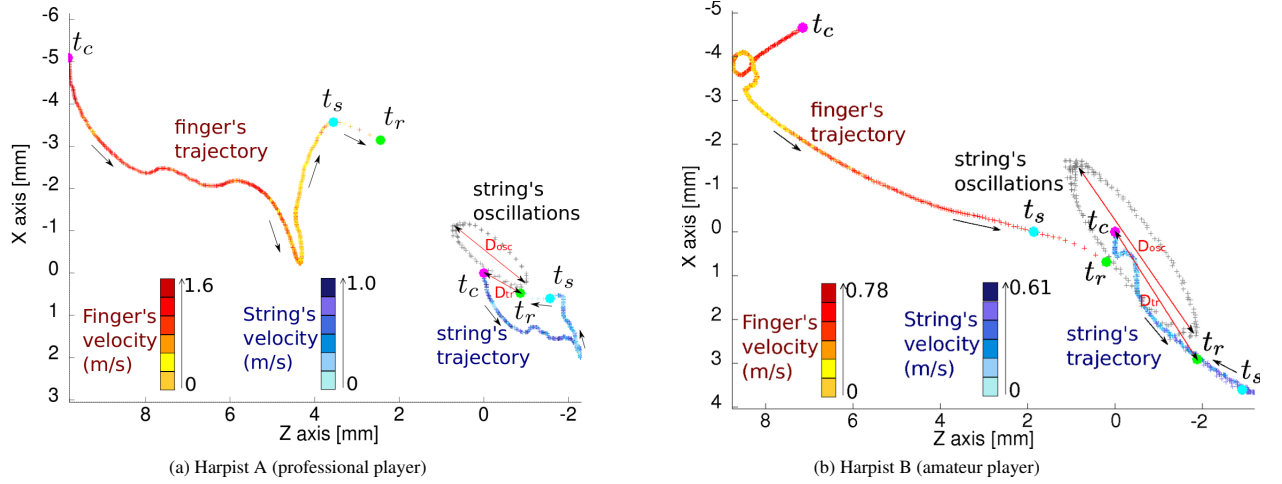 -6
-5
-4
-3
-2
-1
0
1
2
3
X axis [mm]
8
6
4
2
0
-2
Z axis [mm]
t_c
finger's
trajectory
t_s
t_r
string's
oscillations
D_osc
t_c
D_tr
t_r
t_s
string's
trajectory
Finger's
velocity
(m/s)
1.6
0
String's
velocity
(m/s)
1.0
0
(a) Harpist A (professional player)
-5
-4
-3
-2
-1
0
1
2
3
4
X axis [mm]
8
6
4
2
0
-2
Z axis [mm]
t_c
finger's
trajectory
string's
oscillations
t_s
t_c
D_osc
t_r
D_tr
string's
trajectory
t_r
t_s
Finger's
velocity
(m/s)
0.78
0
String's
velocity
(m/s)
0.61
0
(b) Harpist B (amateur player)